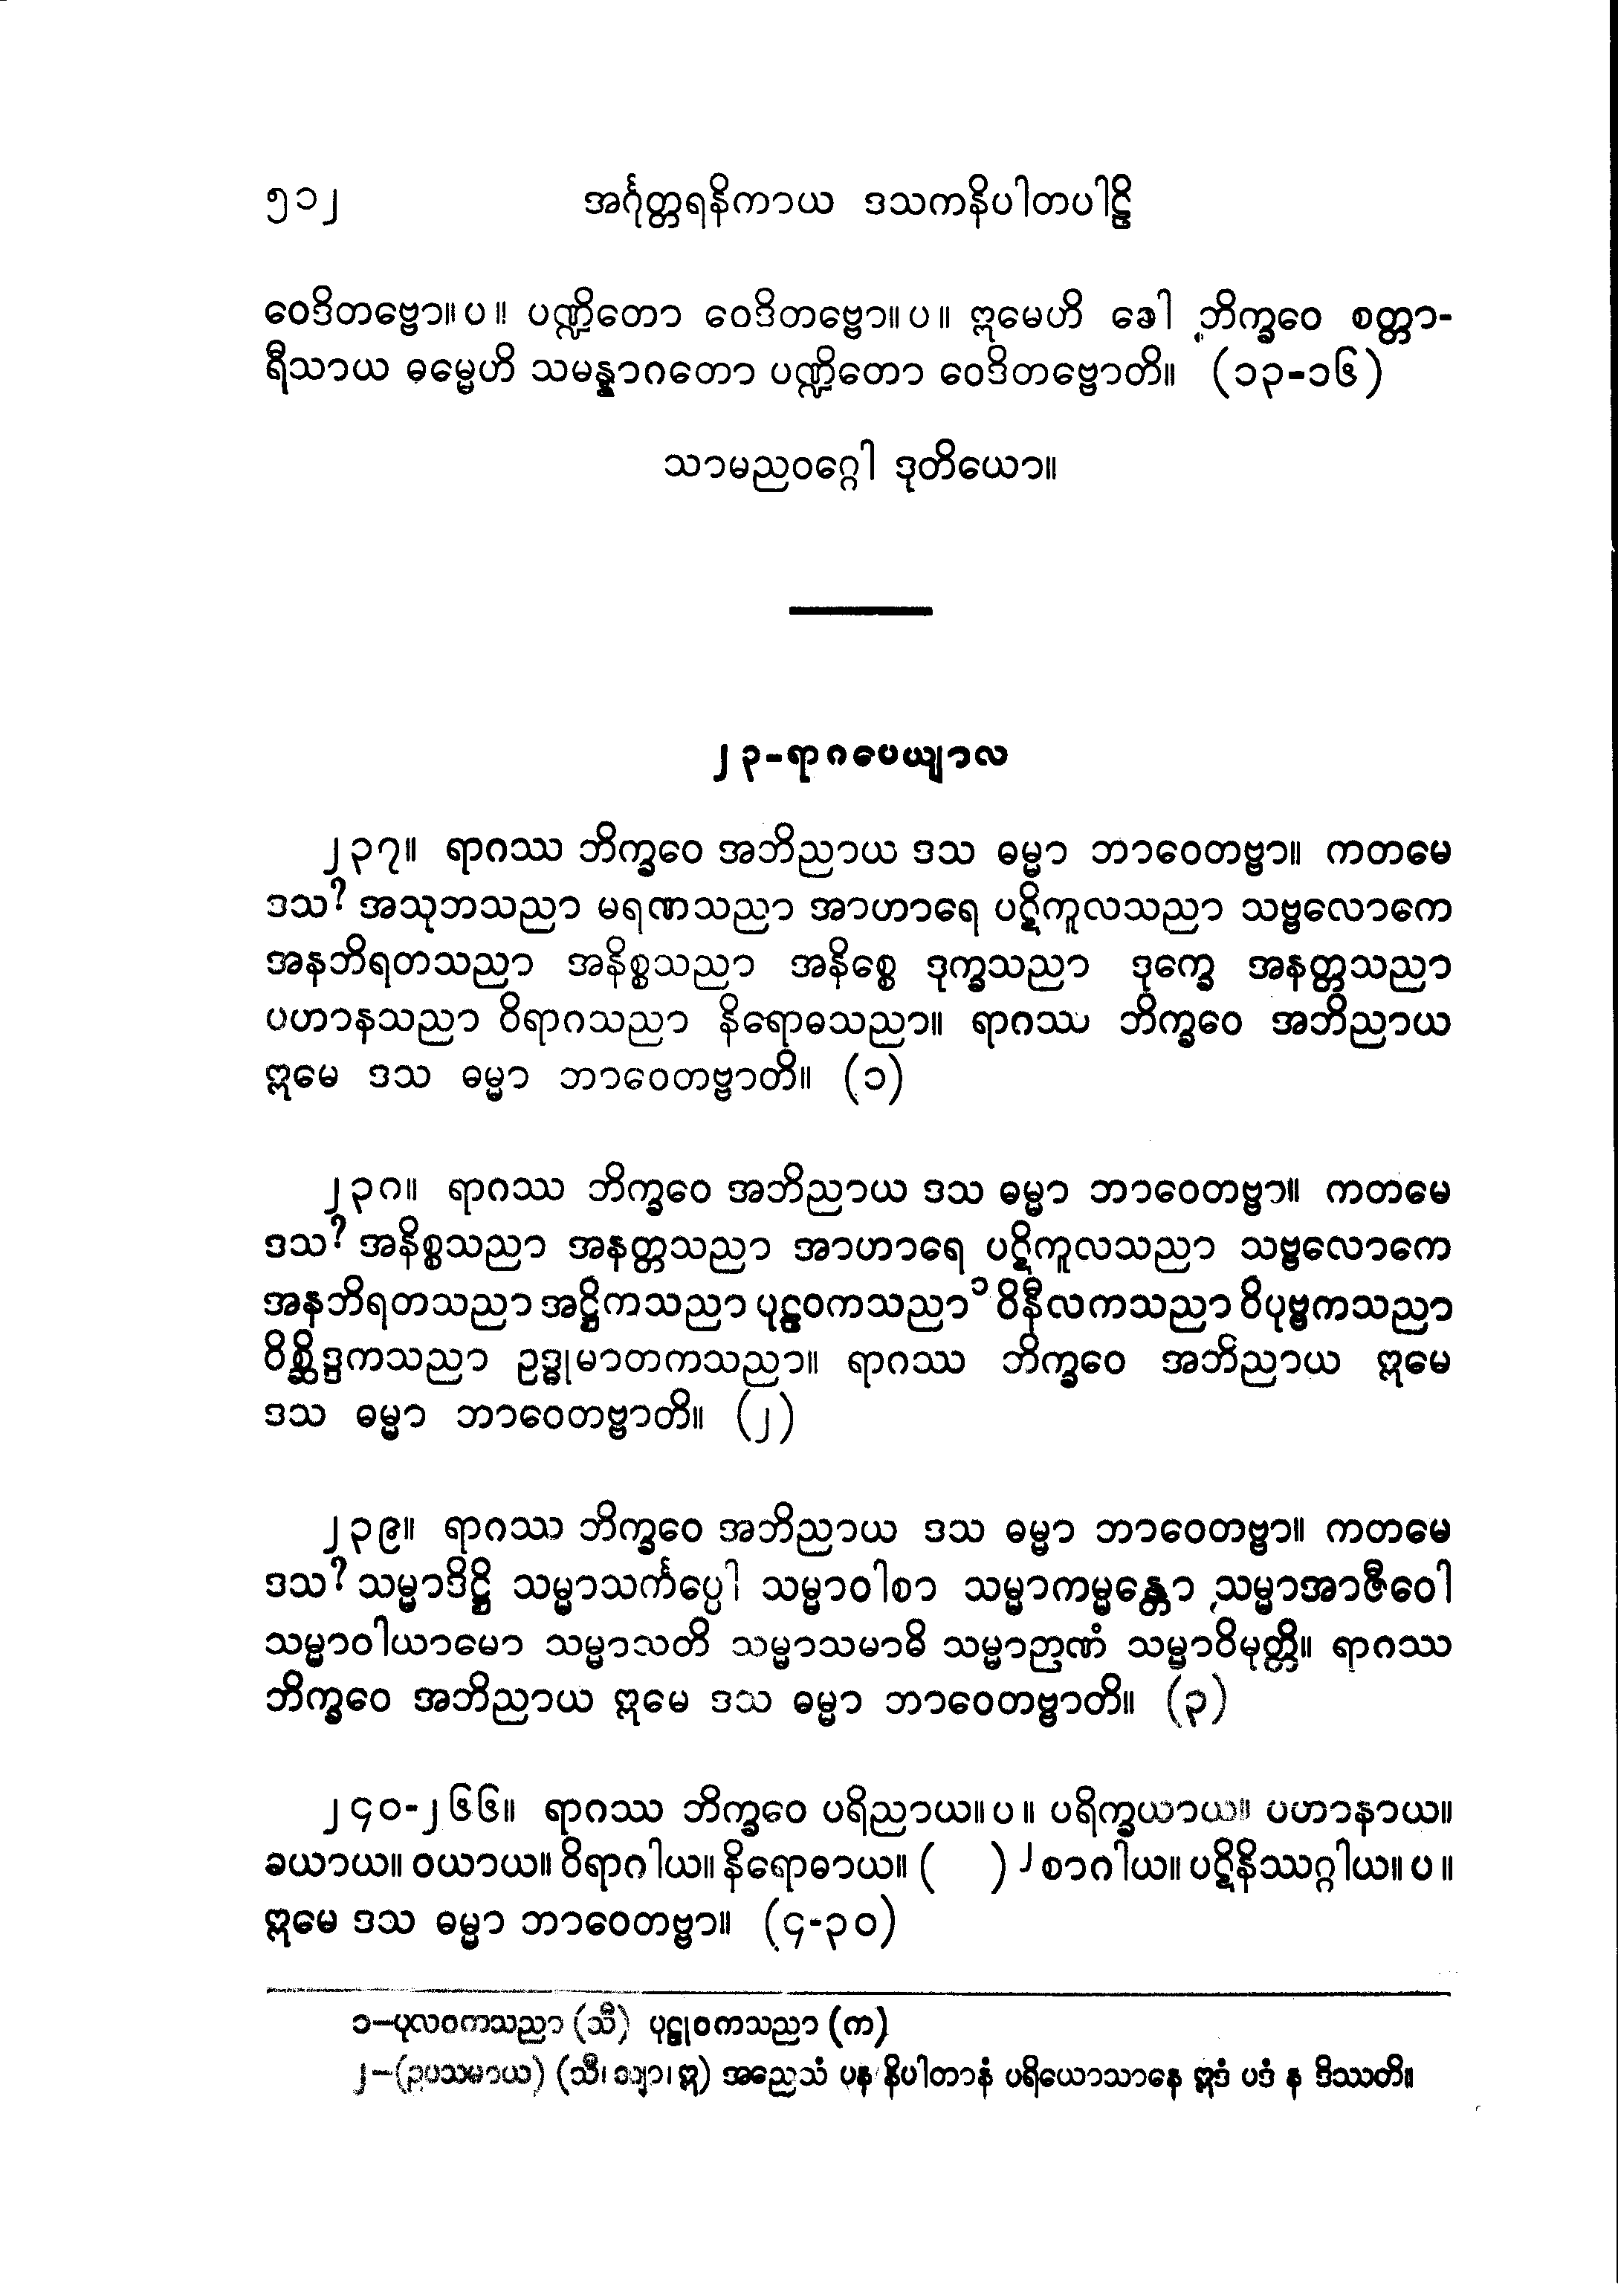 ၅၁၂ အင်္ဂုတ္တရနိကာယ ဒသကနိပါတပါဠိ
ဝေဒိတဗ္ဗော။ ပ။ ပဏ္ဍိတော ဝေဒိတဗ္ဗော။ ပ။ ဣမေဟိ ခေါ ဘိက္ခဝေ စတ္တာ-
ရီသာယ ဓမ္မေဟိ သမန္နာဂတော ပဏ္ဍိတော ဝေဒိတဗ္ဗောတိ။ (၁၃-၁၆)
သာမညဝဂ္ဂေါ ဒုတိယော။
၂၃-ရာဂပေယျာလ
၂၃၇။ ရာဂဿ ဘိက္ခဝေ အဘိညာယ ဒသ ဓမ္မာ ဘာဝေတဗ္ဗာ။ ကတမေ
ဒသ? အသုဘသညာ မရဏသညာ အာဟာရေ ပဋိကူလသညာ သဗ္ဗလောကေ
အနဘိရတသညာ အနိစ္စသညာ အနိစ္စေ ဒုက္ခသညာ ဒုက္ခေ အနတ္တသညာ
ပဟာနသညာ ဝိရာဂသညာ နိရောဓသညာ။ ရာဂဿ ဘိက္ခဝေ အဘိညာယ
ဣမေ ဒသ ဓမ္မာ ဘာဝေတဗ္ဗာတိ။ (၁)
၂၃၈။ ရာဂဿ ဘိက္ခဝေ အဘိညာယ ဒသ ဓမ္မာ ဘာဝေတဗ္ဗာ။ ကတမေ
ဒသ? အနိစ္စသညာ အနတ္တသညာ အာဟာရေ ပဋိကူလသညာ သဗ္ဗလောကေ
အနဘိရတသညာ အဋ္ဌိကသညာ ပုဠဝကသညာ ၁ ဝိနီလကသညာ ဝိပုဗ္ဗကသညာ
ဝိစ္ဆိဒ္ဒကသညာ ဥဒ္ဓုမာတကသညာ။ ရာဂဿ ဘိက္ခဝေ အဘိညာယ ဣမေ
ဒသ ဓမ္မာ ဘာဝေတဗ္ဗာတိ။ (၂)
၂၃၉။ ရာဂဿ ဘိက္ခဝေ အဘိညာယ ဒသ ဓမ္မာ ဘာဝေတဗ္ဗာ။ ကတမေ
ဒသ? သမ္မာဒိဋ္ဌိ သမ္မာသင်္ကပ္ပေါ သမ္မာဝါစာ သမ္မာကမ္မန္တော သမ္မာအာဇီဝေါ
သမ္မာဝါယာမော သမ္မာသတိ သမ္မာသမာဓိ သမ္မာဉာဏံ သမ္မာဝိမုတ္တိ။ ရာဂဿ
ဘိက္ခဝေ အဘိညာယ ဣမေ ဒသ ဓမ္မာ ဘာဝေတဗ္ဗာတိ။ (၃)
၂၄၀-၂၆၆။ ရာဂဿ ဘိက္ခဝေ ပရိညာယ။ ပ။ ပရိက္ခယာယ။ ပဟာနာယ။
ခယာယ။ ဝယာယ။ ဝိရာဂါယ။ နိရောဓာယ။ ( ) ၂ စာဂါယ။ ပဋိနိဿဂ္ဂါယ။ ပ။
ဣမေ ဒသ ဓမ္မာ ဘာဝေတဗ္ဗာ။ (၄-၃၀)
၁−ပုလဝကသညာ (သီ) ပုဠုဝကသညာ (က)
၂−(ဥပသမာယ) (သီ၊ သျာ၊ ဣ) အညေသံ ပန နိပါတာနံ ပရိယောသာနေ ဣဒံ ပဒံ န ဒိဿတိ။